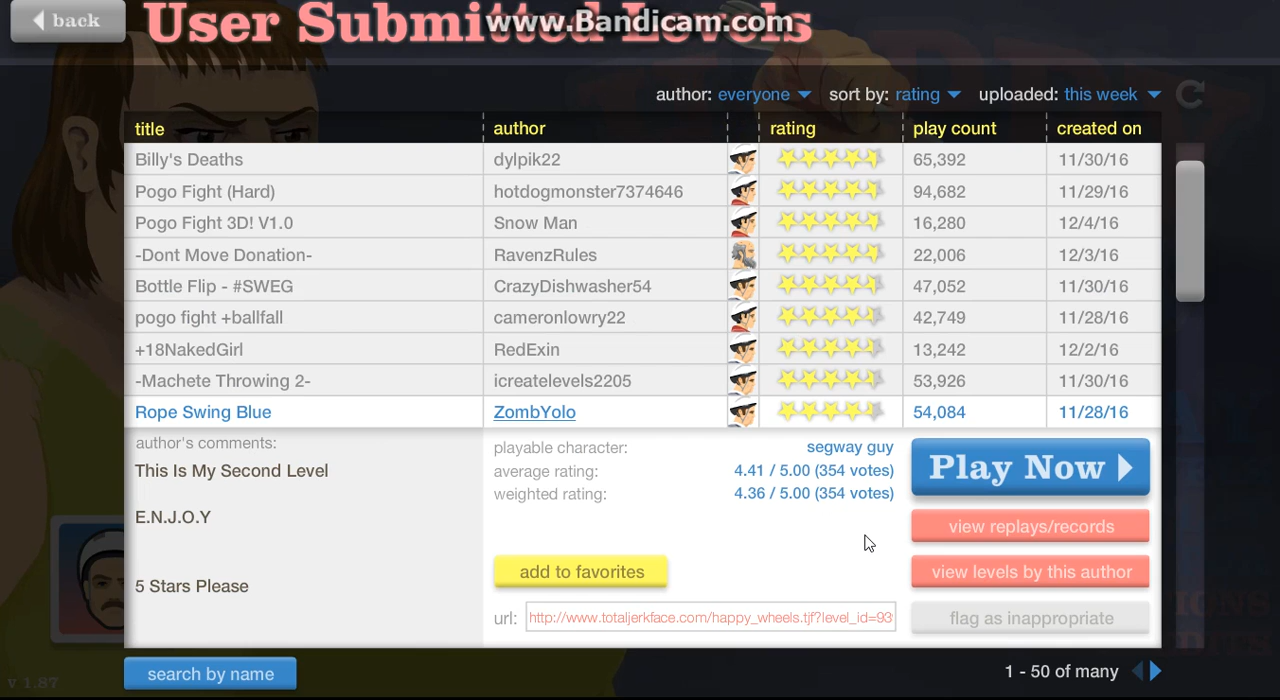 back
User Submitted Levels
www.Bandicam.com
author: everyone sort by: rating uploaded: this week
title author rating play count created on
Billy's Deaths dylpik22 65,392 11/30/16
Pogo Fight (Hard) hotdogmonster7374646 94,682 11/29/16
Pogo Fight 3D! V1.0 Snow Man 16,280 12/4/16
-Dont Move Donation- RavenzRules 22,006 12/3/16
Bottle Flip - #SWEG CrazyDishwasher54 47,052 11/30/16
pogo fight +ballfall cameronlowry22 42,749 11/28/16
+18NakedGirl RedExin 13,242 12/2/16
-Machete Throwing 2- icreatelevels2205 53,926 11/30/16
Rope Swing Blue ZombYolo 54,084 11/28/16
author's comments:
This Is My Second Level
E.N.J.O.Y
5 Stars Please
playable character: segway guy
average rating: 4.41 / 5.00 (354 votes)
weighted rating: 4.36 / 5.00 (354 votes)
add to favorites
url: http://www.totaljerkface.com/happy_wheels.tjf?level_id=93
Play Now
view replays/records
view levels by this author
flag as inappropriate
search by name
1 - 50 of many
v 1.87